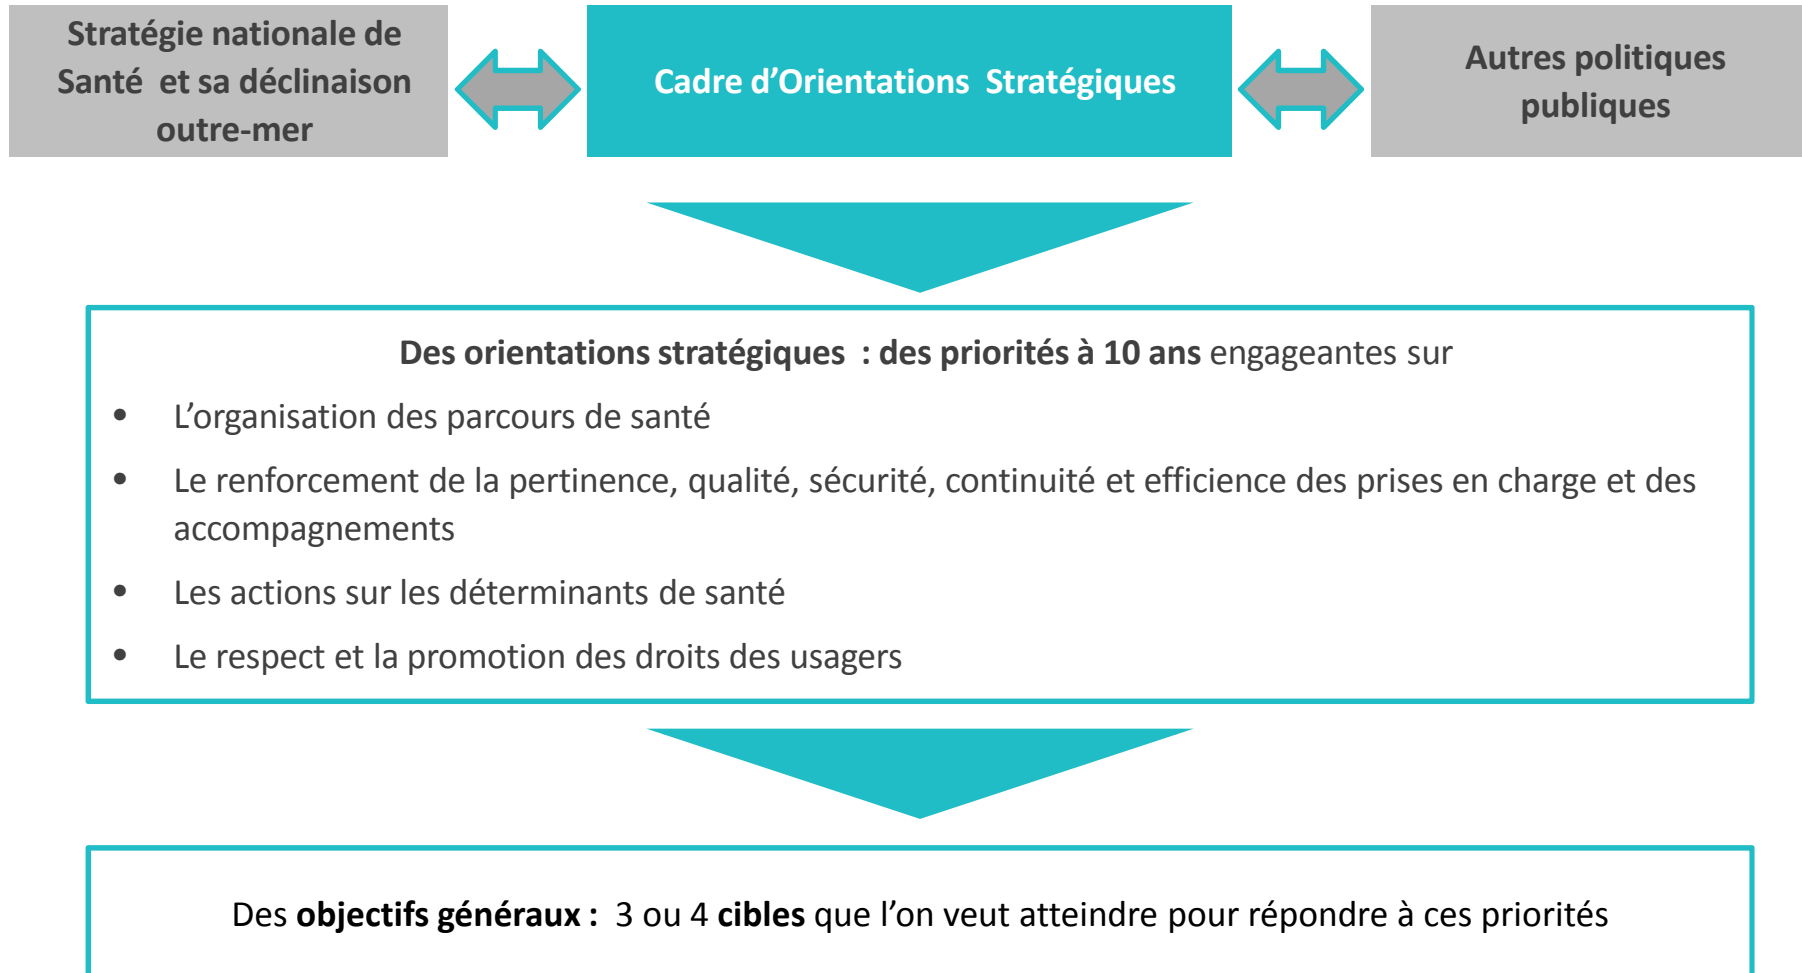 Stratégie nationale de
Santé et sa déclinaison
outre-mer
Cadre d'Orientations Stratégiques
Autres politiques
publiques
Des orientations stratégiques : des priorités à 10 ans engageantes sur
• L'organisation des parcours de santé
• Le renforcement de la pertinence, qualité, sécurité, continuité et efficience des prises en charge et des
accompagnements
• Les actions sur les déterminants de santé
• Le respect et la promotion des droits des usagers
Des objectifs généraux : 3 ou 4 cibles que l'on veut atteindre pour répondre à ces priorités